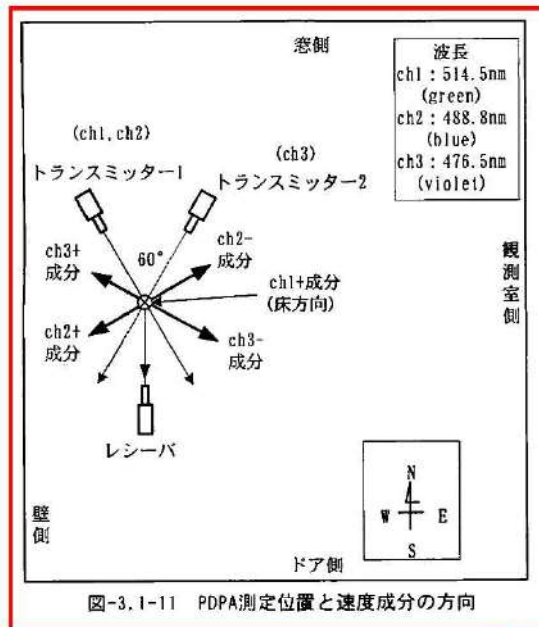 窓側
波長
ch1：514.5nm
(green)
ch2：488.8nm
(blue)
ch3：476.5nm
(violet)
(ch1,ch2)
トランスミッター1
(ch3)
トランスミッター2
ch3+
成分
60°
ch2-
成分
ch1+成分
(床方向)
ch2+
成分
ch3-
成分
観測室側
レシーバ
壁側
N
W E
S
ドア側
図-3.1-11 PDPA測定位置と速度成分の方向